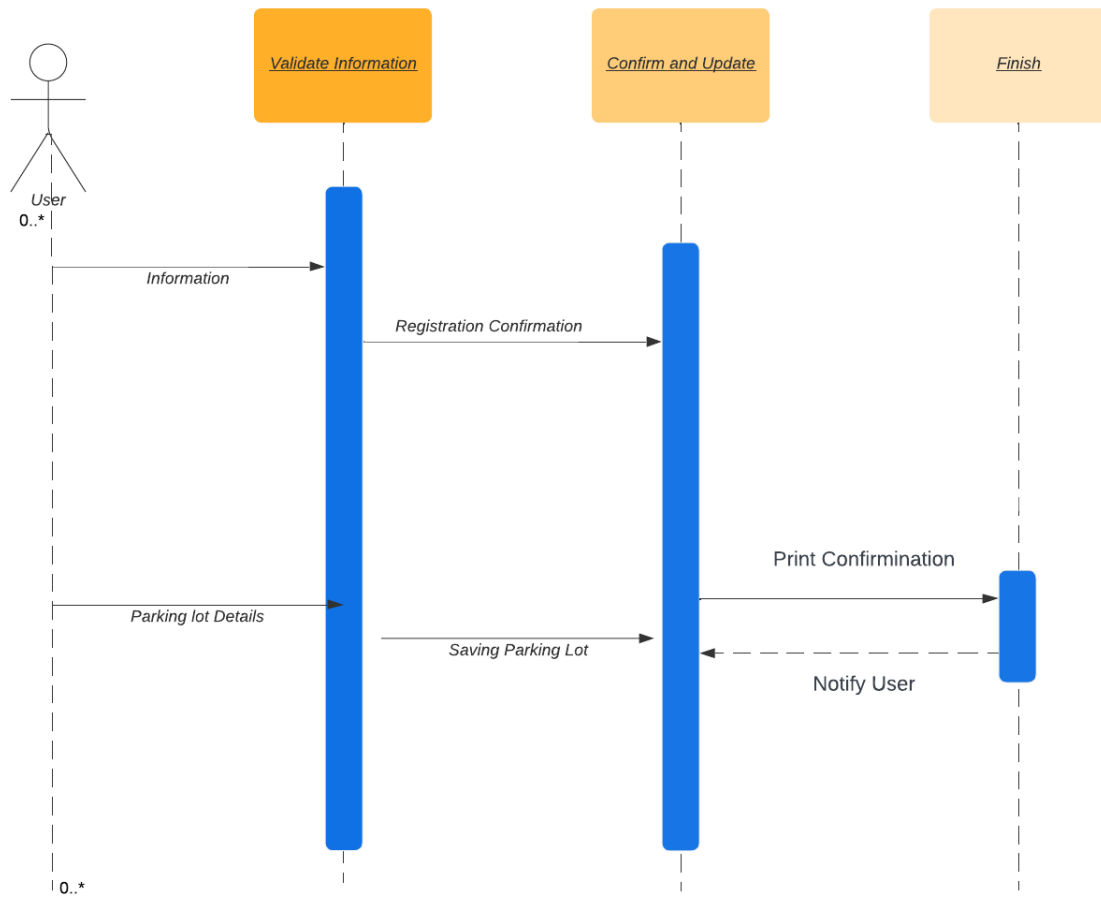 Validate Information
Confirm and Update
Finish
User
0..*
Information
Registration Confirmation
Print Confirmination
Parking lot Details
Saving Parking Lot
Notify User
0..*